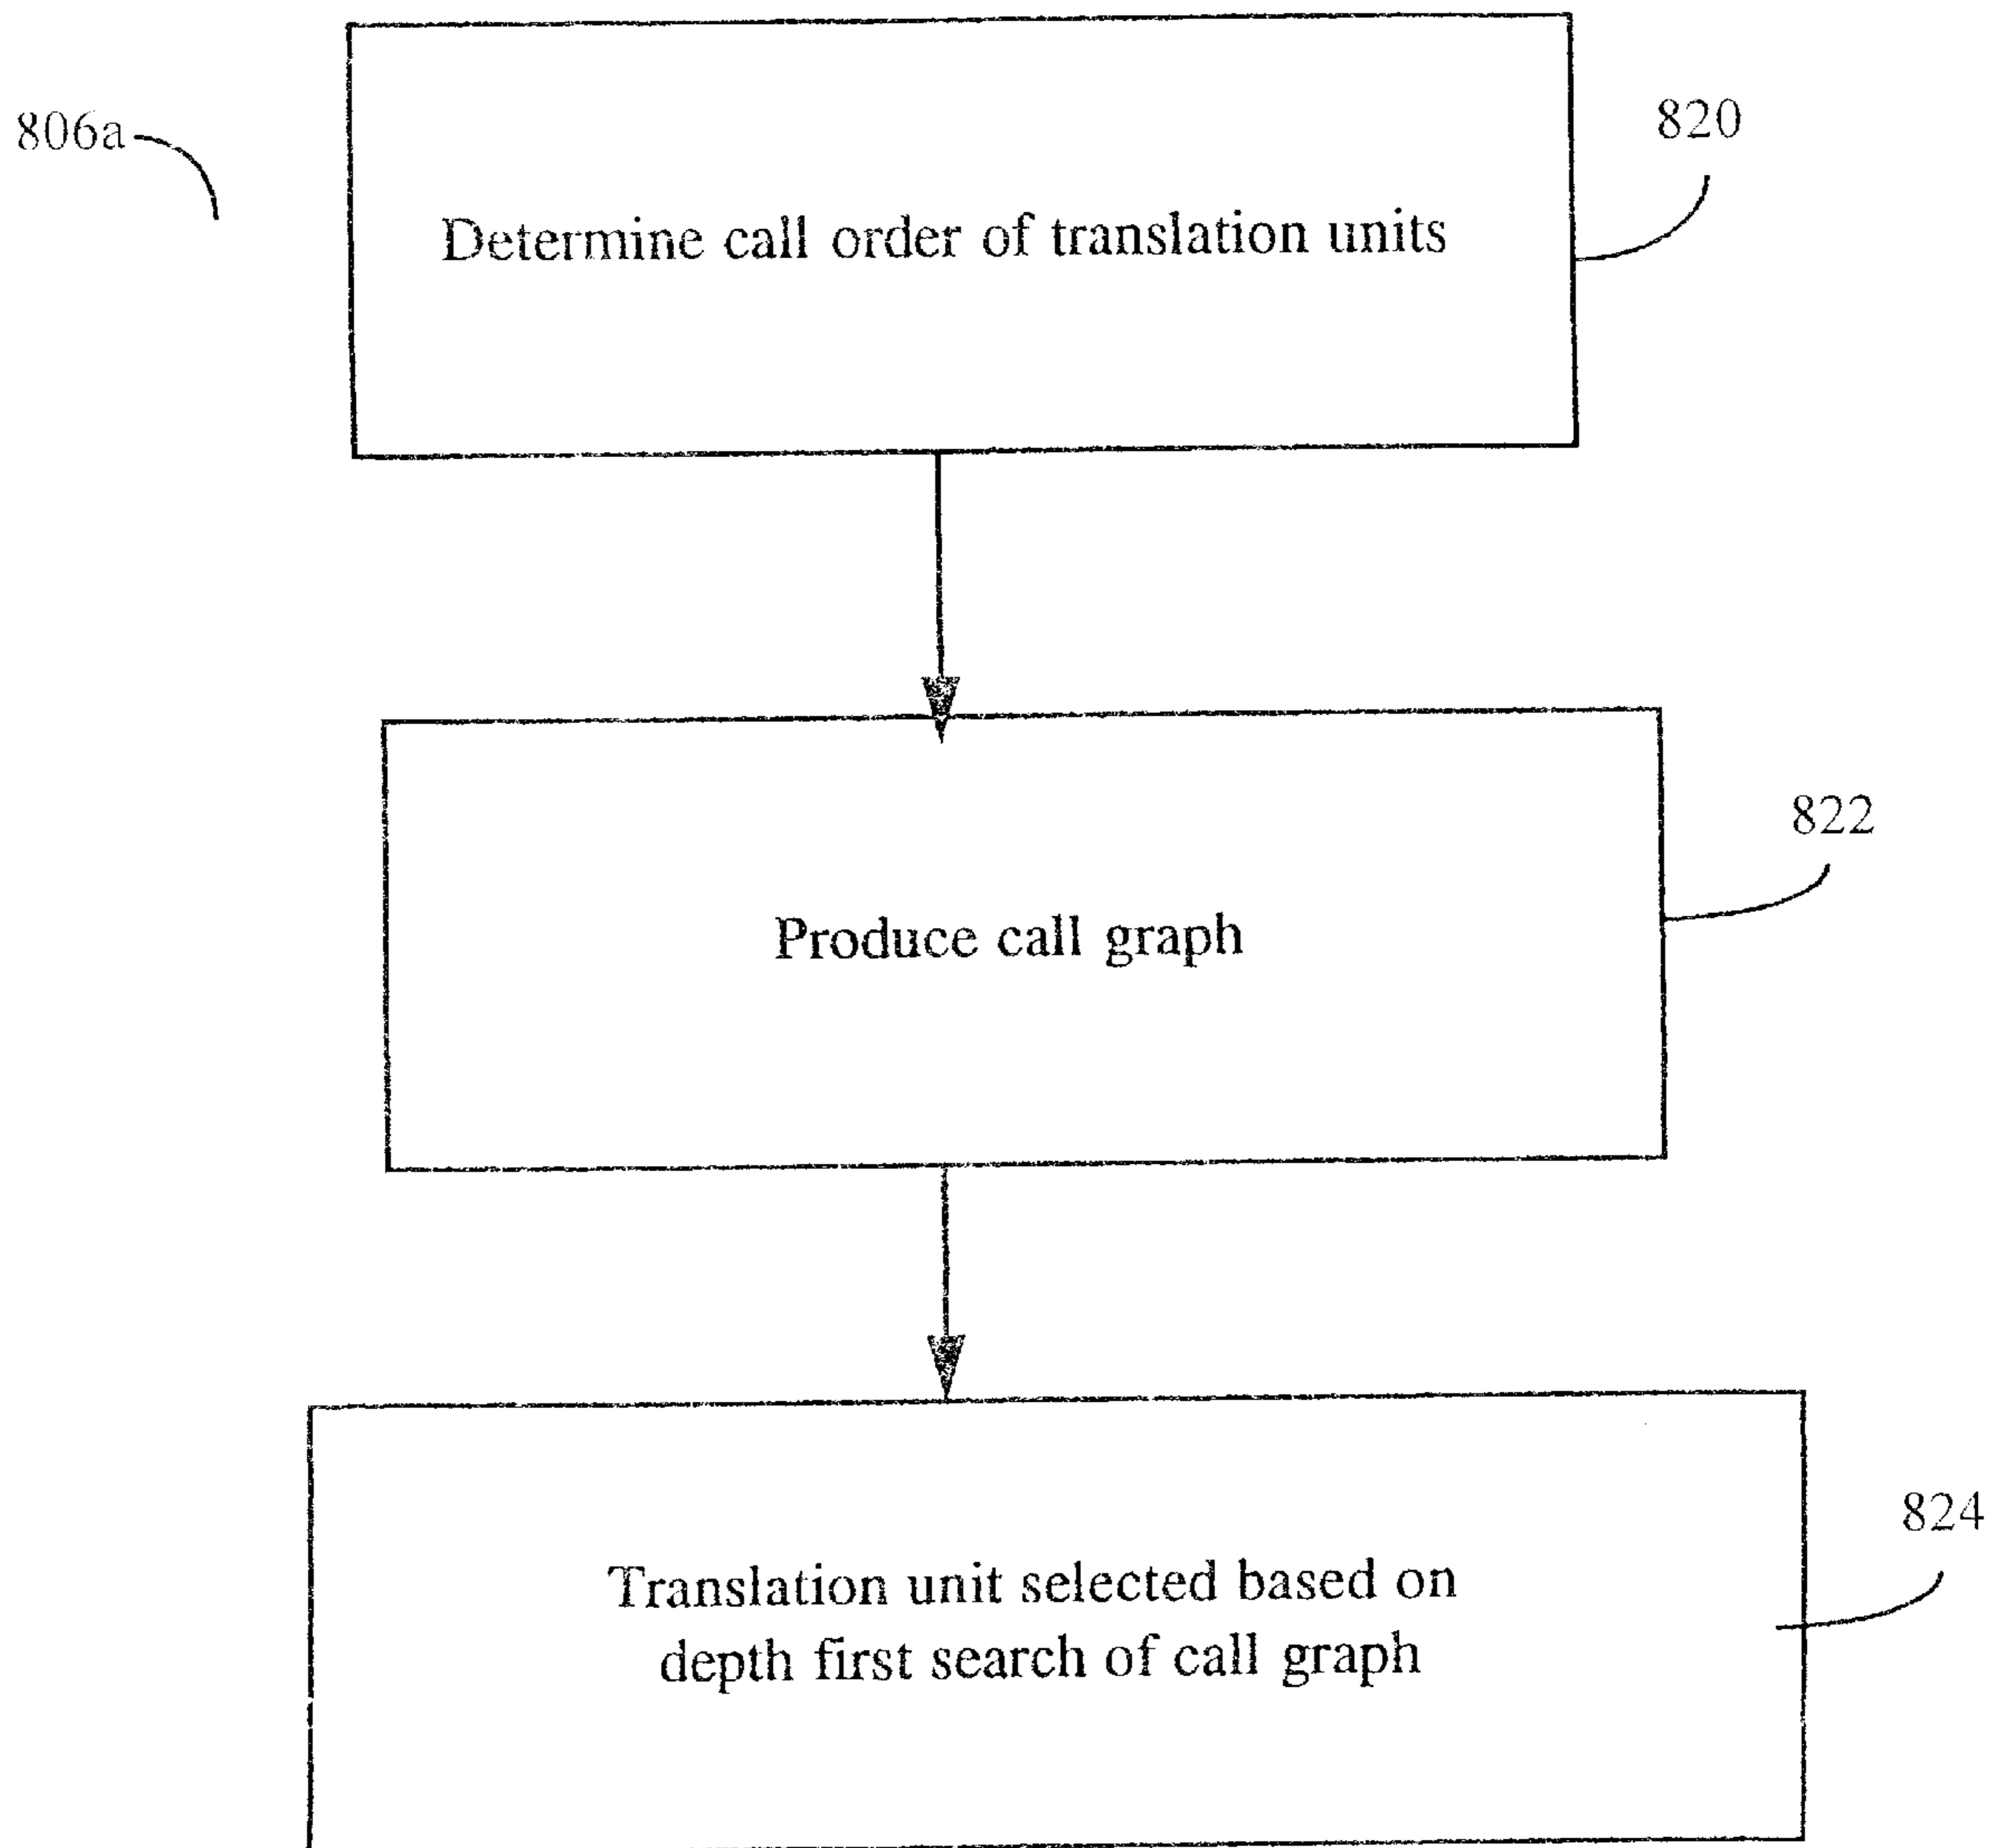 806a
820
Determine call order of translation units
822
Produce call graph
824
Translation unit selected based on
depth first search of call graph